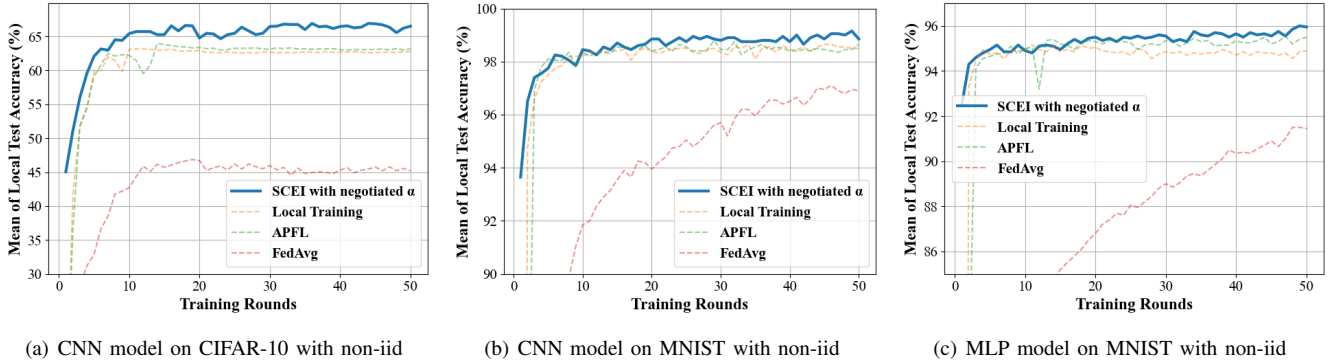 Mean of Local Test Accuracy (%)
65
60
55
50
45
40
35
30
0
10
20
30
40
50
Training Rounds
SCEI with negotiated α
Local Training
APFL
FedAvg
(a) CNN model on CIFAR-10 with non-iid
Mean of Local Test Accuracy (%)
100
98
96
94
92
90
0
10
20
30
40
50
Training Rounds
SCEI with negotiated α
Local Training
APFL
FedAvg
(b) CNN model on MNIST with non-iid
Mean of Local Test Accuracy (%)
96
94
92
90
88
86
0
10
20
30
40
50
Training Rounds
SCEI with negotiated α
Local Training
APFL
FedAvg
(c) MLP model on MNIST with non-iid